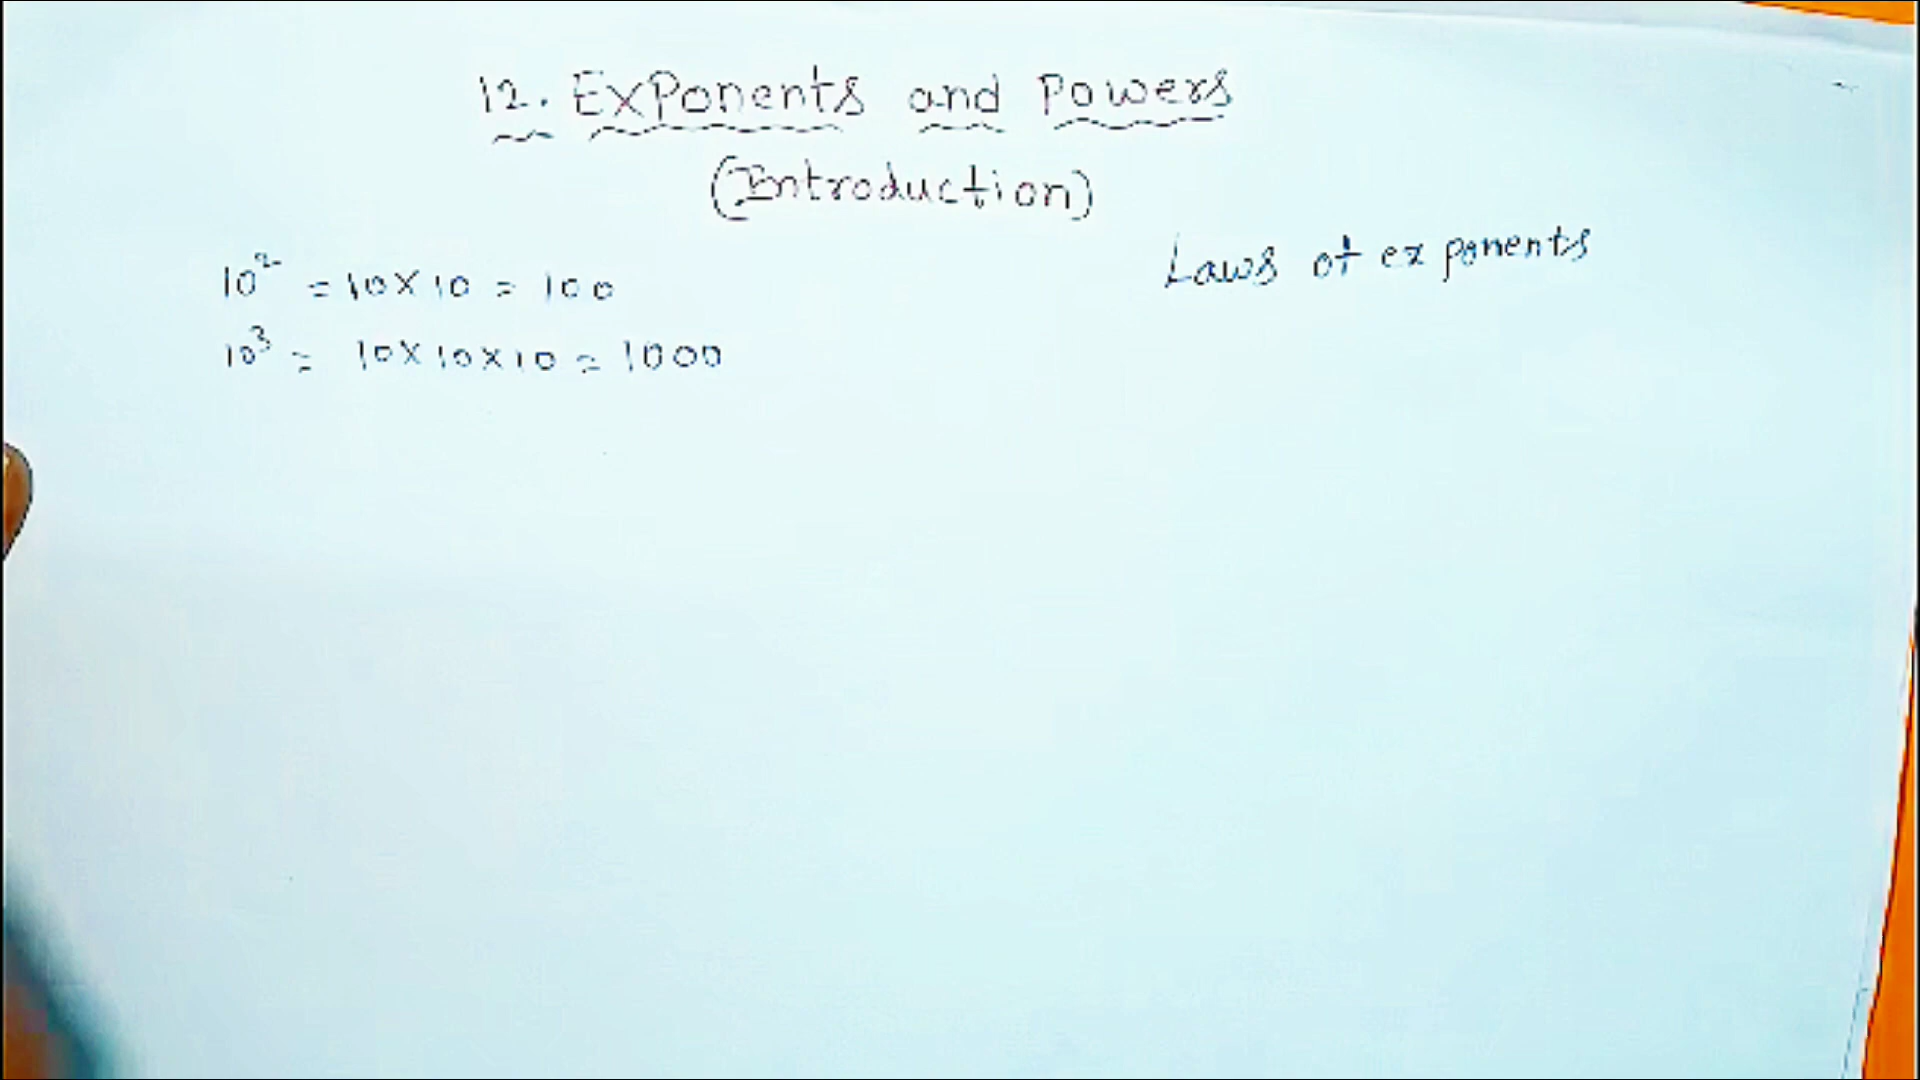 12. Exponents and Powers
(Introduction)
Laws of exponents
10² = 10 × 10 = 100
10³ = 10 × 10 × 10 = 1000